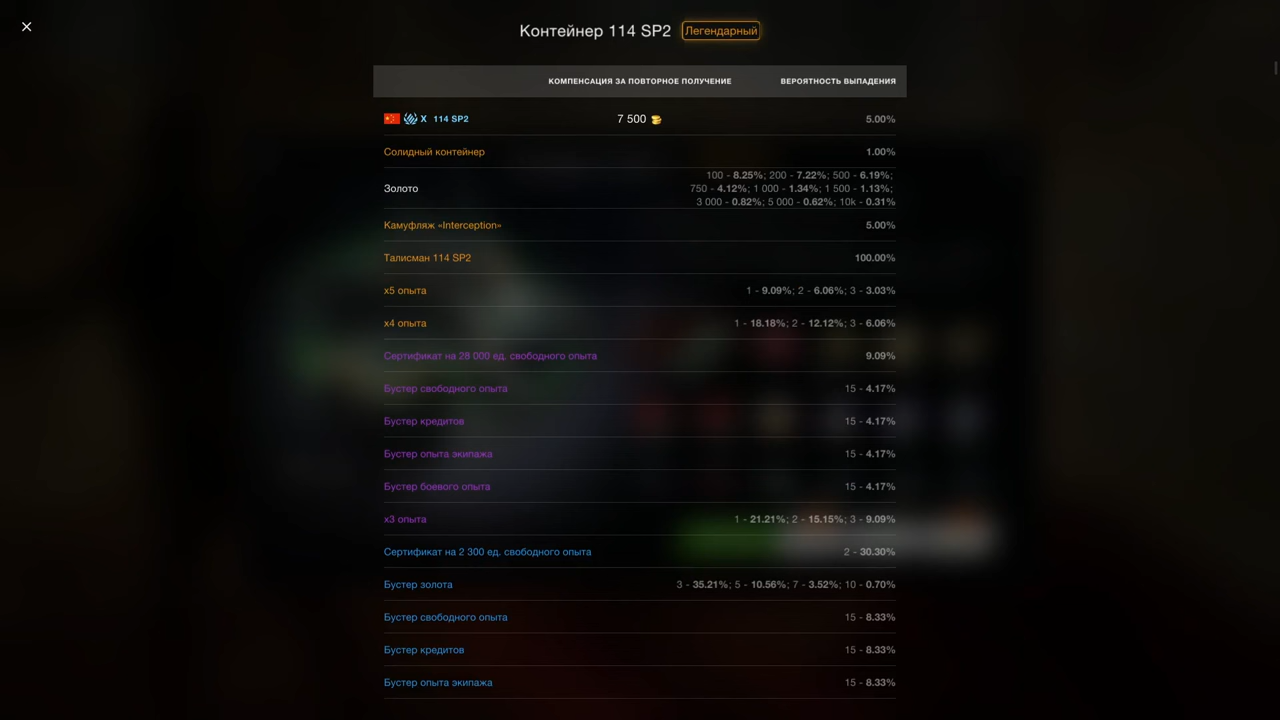 Контейнер 114 SP2 Легендарный
КОМПЕНСАЦИЯ ЗА ПОВТОРНОЕ ПОЛУЧЕНИЕ ВЕРОЯТНОСТЬ ВЫПАДЕНИЯ
X 114 SP2 7 500 5.00%
Солидный контейнер 1.00%
Золото 100 - 8.25%; 200 - 7.22%; 500 - 6.19%;
750 - 4.12%; 1 000 - 1.34%; 1 500 - 1.13%;
3 000 - 0.82%; 5 000 - 0.62%; 10k - 0.31%
Камуфляж «Interception» 5.00%
Талисман 114 SP2 100.00%
x5 опыта 1 - 9.09%; 2 - 6.06%; 3 - 3.03%
x4 опыта 1 - 18.18%; 2 - 12.12%; 3 - 6.06%
Сертификат на 28 000 ед. свободного опыта 9.09%
Бустер свободного опыта 15 - 4.17%
Бустер кредитов 15 - 4.17%
Бустер опыта экипажа 15 - 4.17%
Бустер боевого опыта 15 - 4.17%
x3 опыта 1 - 21.21%; 2 - 15.15%; 3 - 9.09%
Сертификат на 2 300 ед. свободного опыта 2 - 30.30%
Бустер золота 3 - 35.21%; 5 - 10.56%; 7 - 3.52%; 10 - 0.70%
Бустер свободного опыта 15 - 8.33%
Бустер кредитов 15 - 8.33%
Бустер опыта экипажа 15 - 8.33%